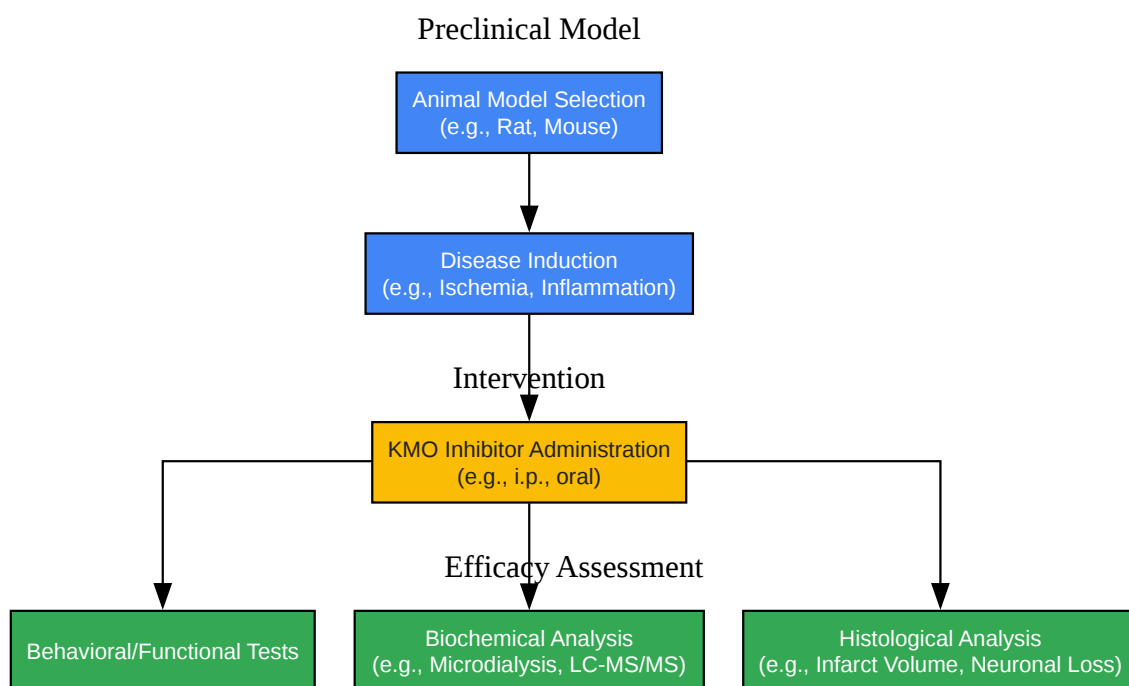 Preclinical Model
Animal Model Selection
(e.g., Rat, Mouse)
Disease Induction
(e.g., Ischemia, Inflammation)
Intervention
KMO Inhibitor Administration
(e.g., i.p., oral)
Efficacy Assessment
Behavioral/Functional Tests
Biochemical Analysis
(e.g., Microdialysis, LC-MS/MS)
Histological Analysis
(e.g., Infarct Volume, Neuronal Loss)